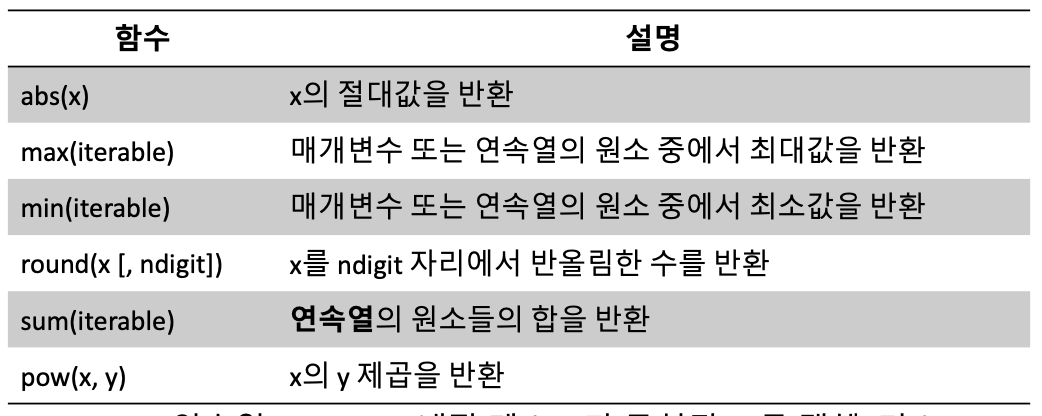 함수 설명
abs(x) x의 절대값을 반환
max(iterable) 매개변수 또는 연속열의 원소 중에서 최대값을 반환
min(iterable) 매개변수 또는 연속열의 원소 중에서 최소값을 반환
round(x [, ndigit]) x를 ndigit 자리에서 반올림한 수를 반환
sum(iterable) 연속열의 원소들의 합을 반환
pow(x, y) x의 y 제곱을 반환